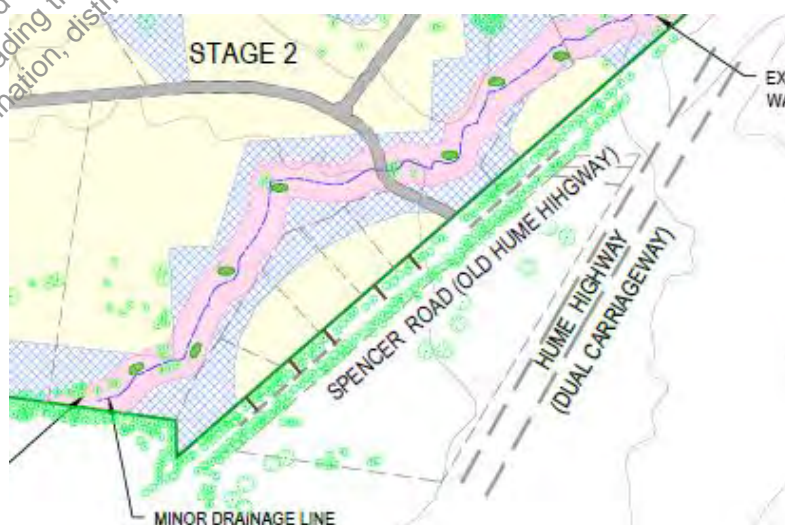 STAGE 2
SPENCER ROAD (OLD HUME HIHGWAY)
HUME HIGHWAY
(DUAL CARRIAGEWAY)
MINOR DRAINAGE LINE